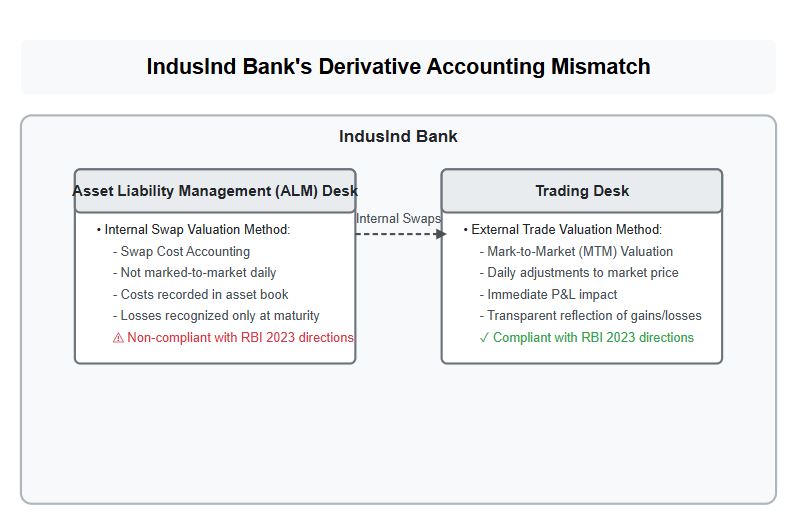 IndusInd Bank's Derivative Accounting Mismatch
IndusInd Bank
Asset Liability Management (ALM) Desk
• Internal Swap Valuation Method:
- Swap Cost Accounting
- Not marked-to-market daily
- Costs recorded in asset book
- Losses recognized only at maturity
⚠ Non-compliant with RBI 2023 directions
Internal Swaps
Trading Desk
• External Trade Valuation Method:
- Mark-to-Market (MTM) Valuation
- Daily adjustments to market price
- Immediate P&L impact
- Transparent reflection of gains/losses
✓ Compliant with RBI 2023 directions